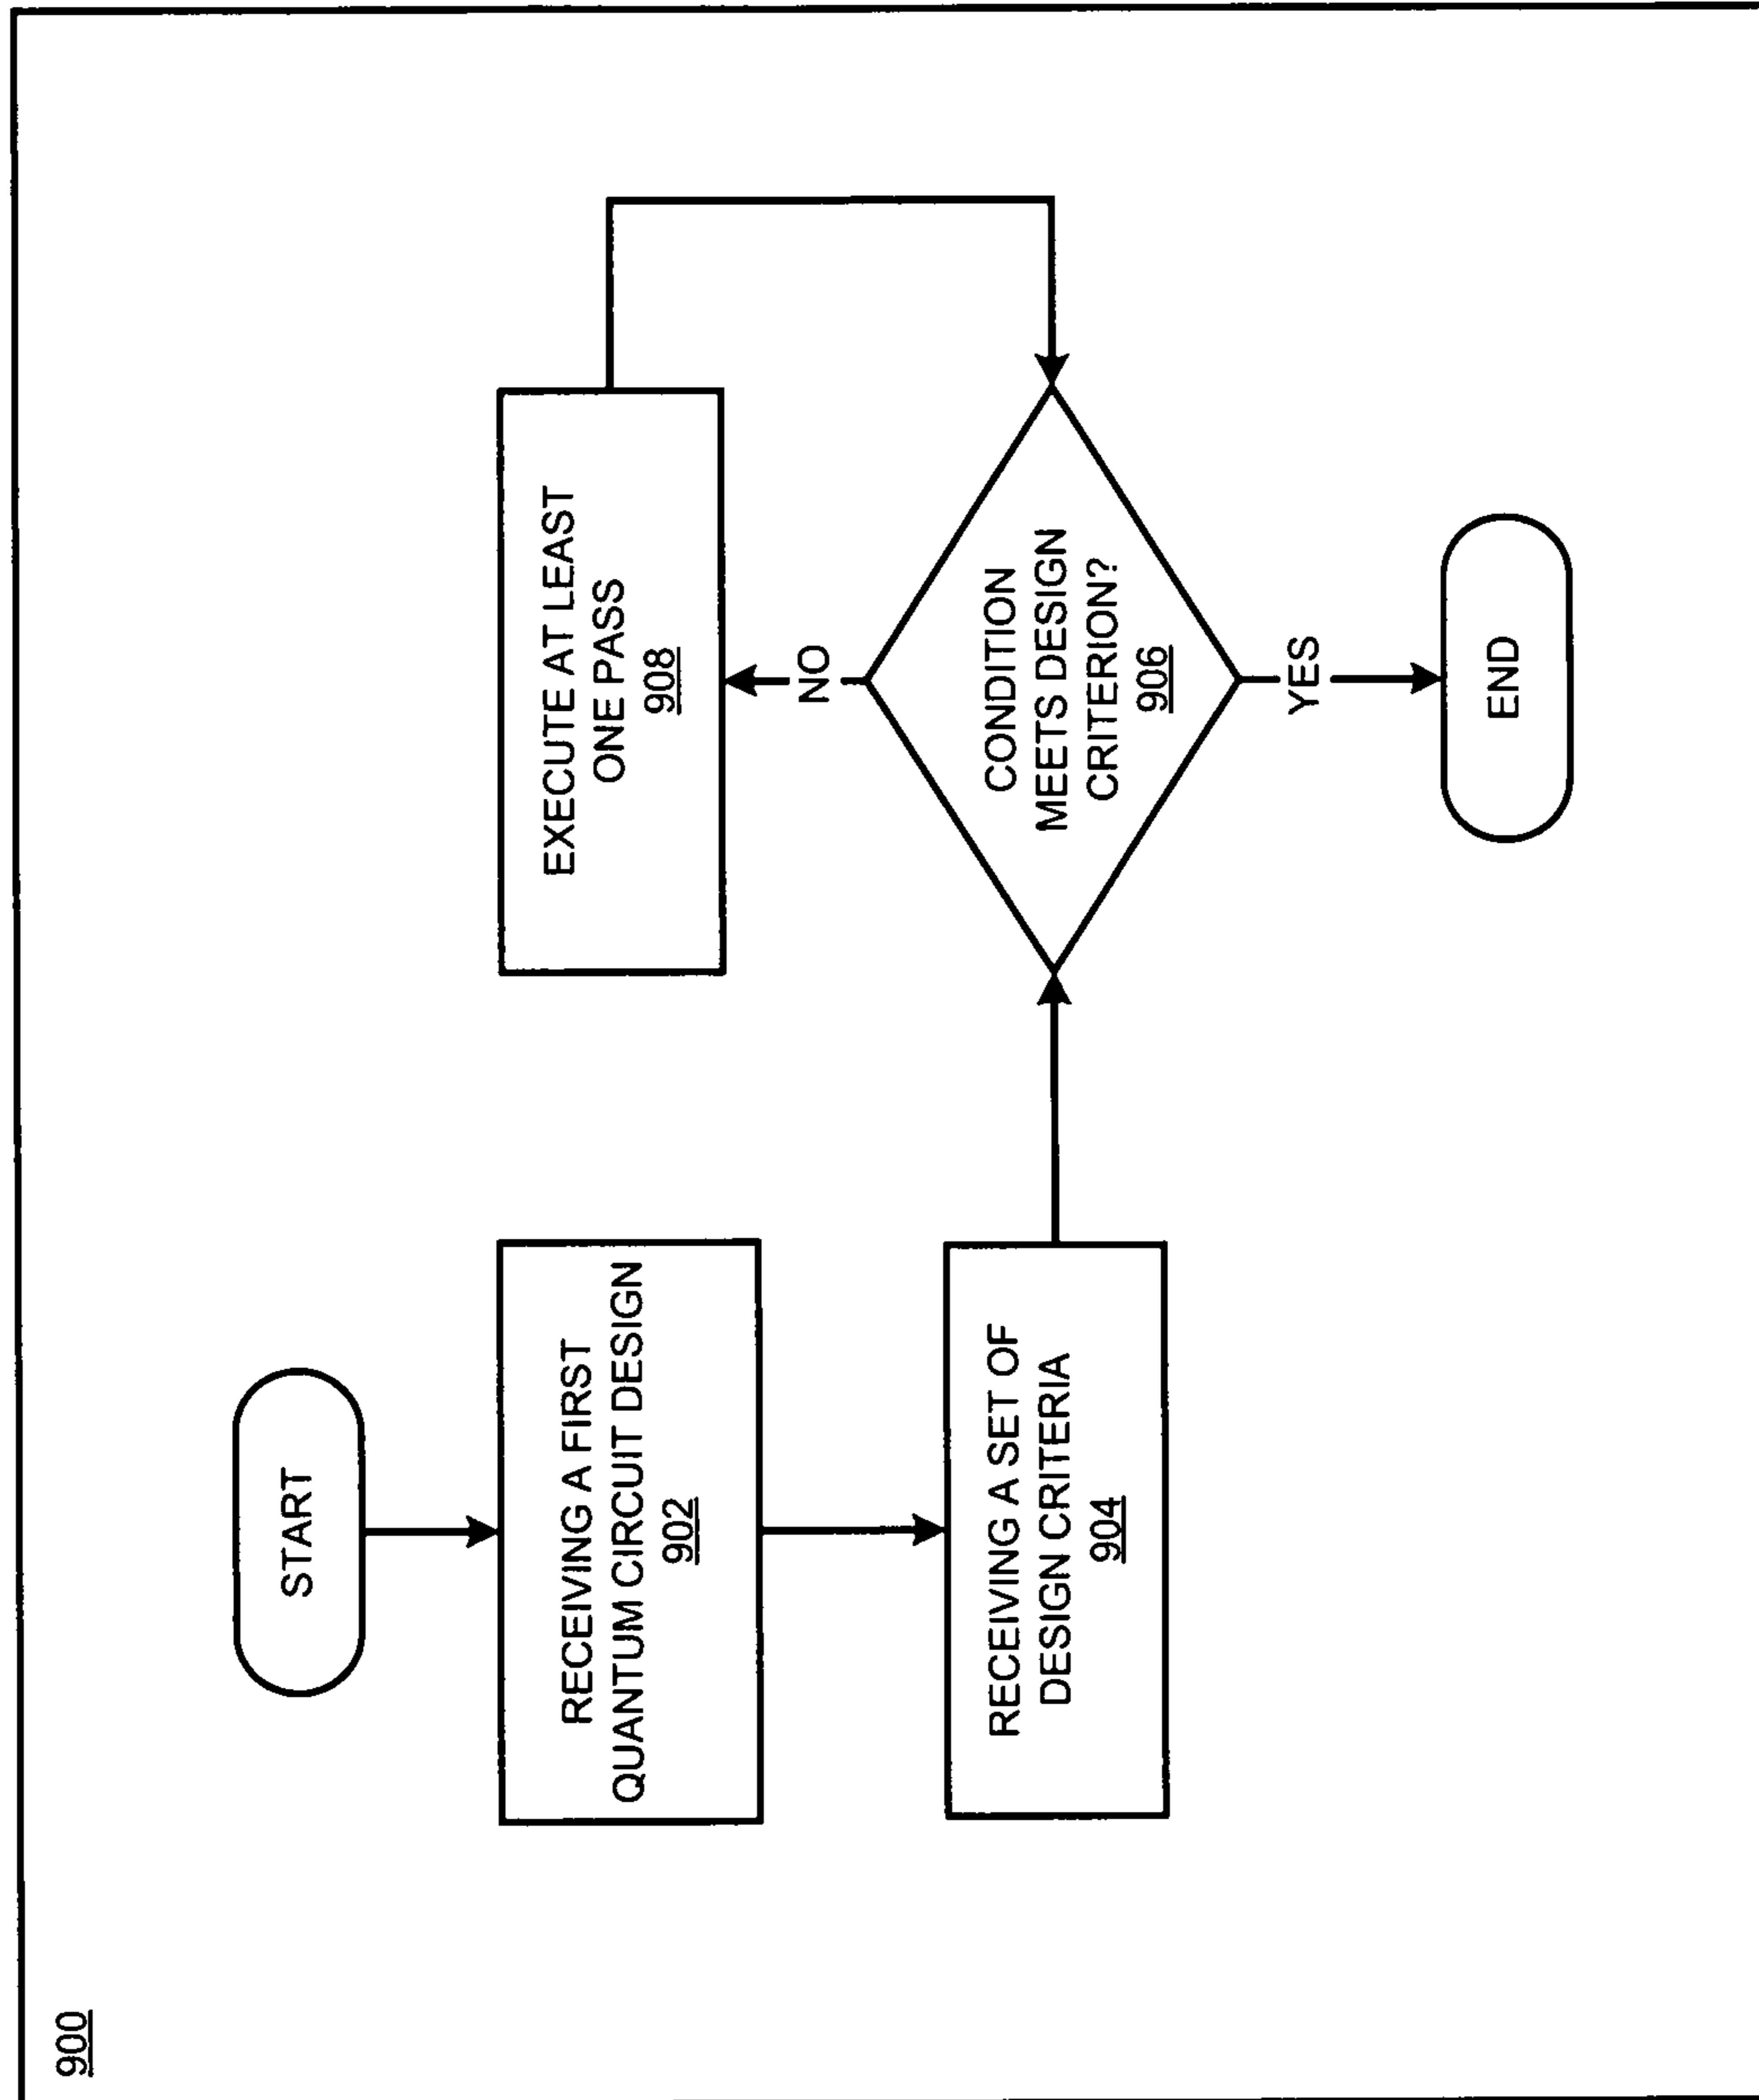 900
START
RECEIVING A FIRST
QUANTUM CIRCUIT DESIGN
902
RECEIVING A SET OF
DESIGN CRITERIA
904
EXECUTE AT LEAST
ONE PASS
908
NO
CONDITION
MEETS DESIGN
CRITERION?
906
YES
END